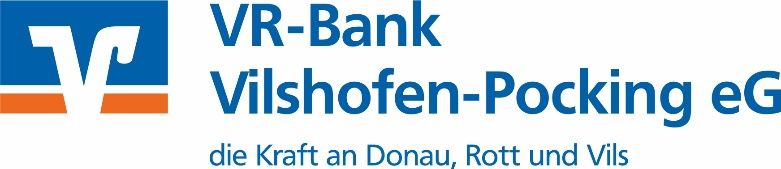 VR-Bank
Vilshofen-Pocking eG
die Kraft an Donau, Rott und Vils